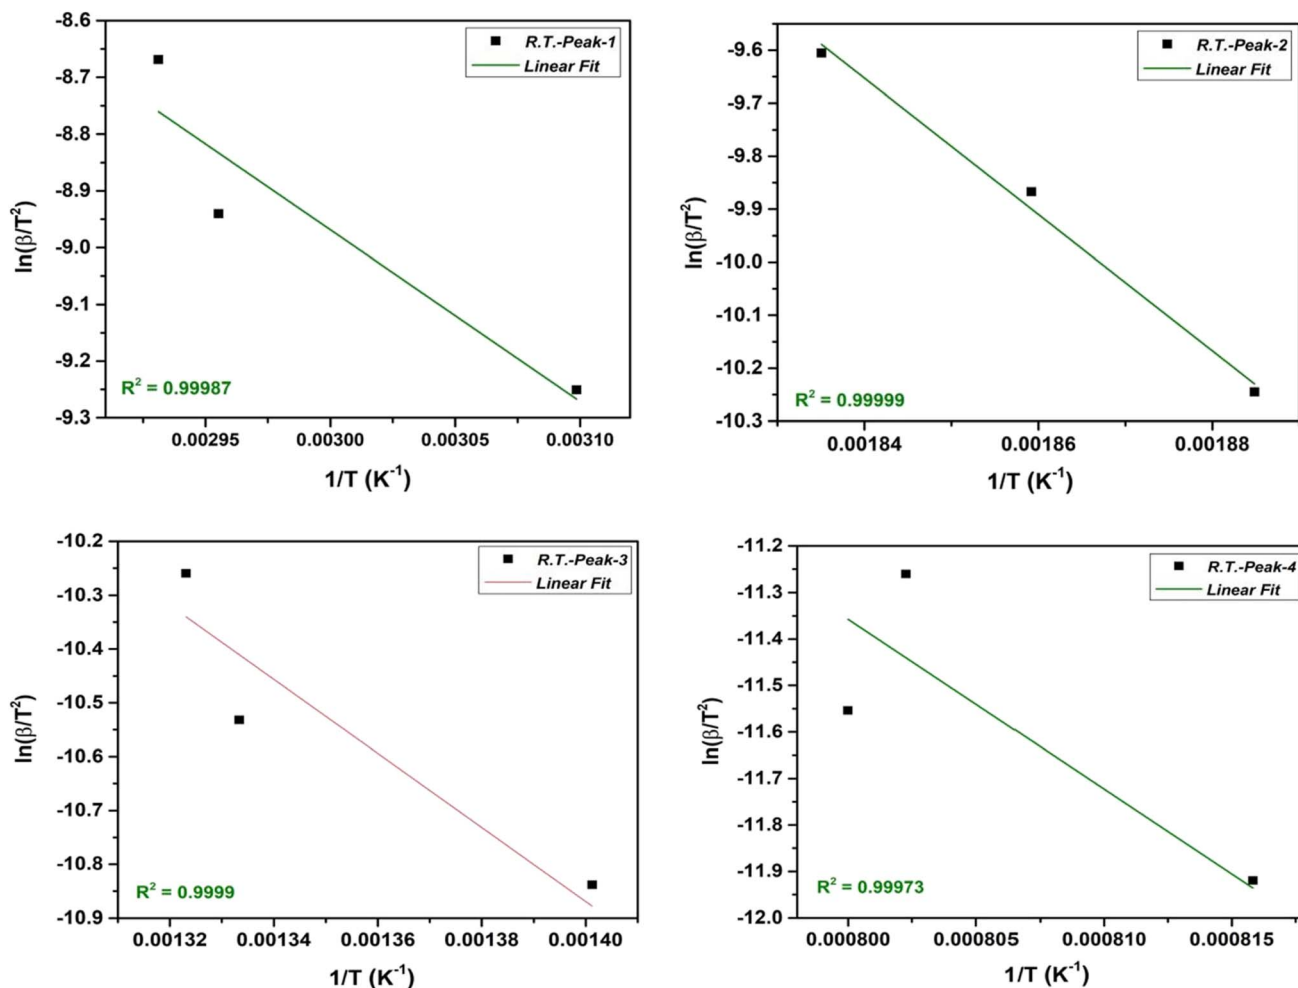 R.T.-Peak-1
Linear Fit
-8.6
-8.7
-8.8
-8.9
-9.0
-9.1
-9.2
-9.3
ln(β/T²)
R² = 0.99987
0.00295 0.00300 0.00305 0.00310
1/T (K⁻¹)
R.T.-Peak-2
Linear Fit
-9.6
-9.7
-9.8
-9.9
-10.0
-10.1
-10.2
-10.3
ln(β/T²)
R² = 0.99999
0.00184 0.00186 0.00188
1/T (K⁻¹)
R.T.-Peak-3
Linear Fit
-10.2
-10.3
-10.4
-10.5
-10.6
-10.7
-10.8
-10.9
ln(β/T²)
R² = 0.9999
0.00132 0.00134 0.00136 0.00138 0.00140
1/T (K⁻¹)
R.T.-Peak-4
Linear Fit
-11.2
-11.3
-11.4
-11.5
-11.6
-11.7
-11.8
-11.9
-12.0
ln(β/T²)
R² = 0.99973
0.000800 0.000805 0.000810 0.000815
1/T (K⁻¹)